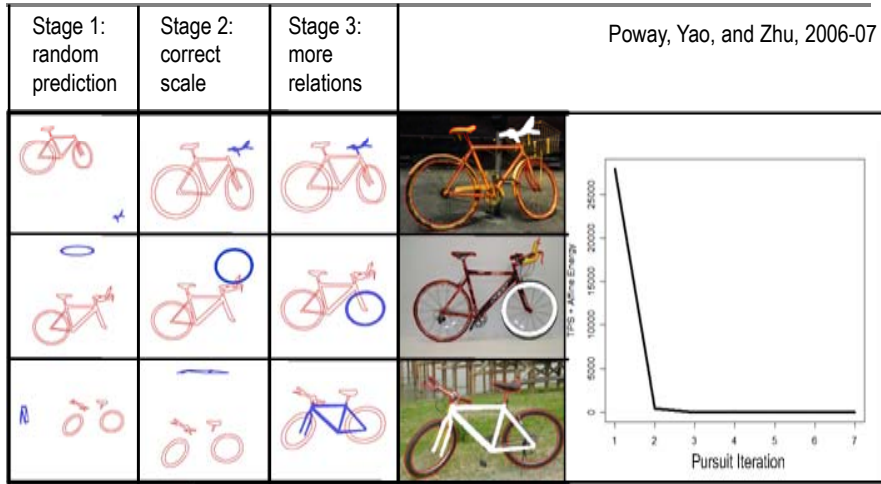 Stage 1:
random
prediction
Stage 2:
correct
scale
Stage 3:
more
relations
Poway, Yao, and Zhu, 2006-07
TPS + Affine Energy
25000
20000
15000
10000
5000
0
1 2 3 4 5 6 7
Pursuit Iteration